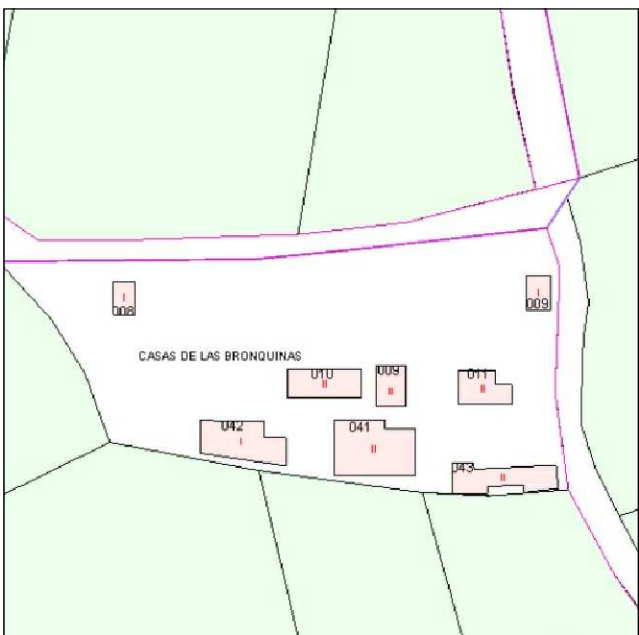 I
008
I
009
CASAS DE LAS BRONQUINAS
010
II
009
II
011
II
042
I
041
II
043
II